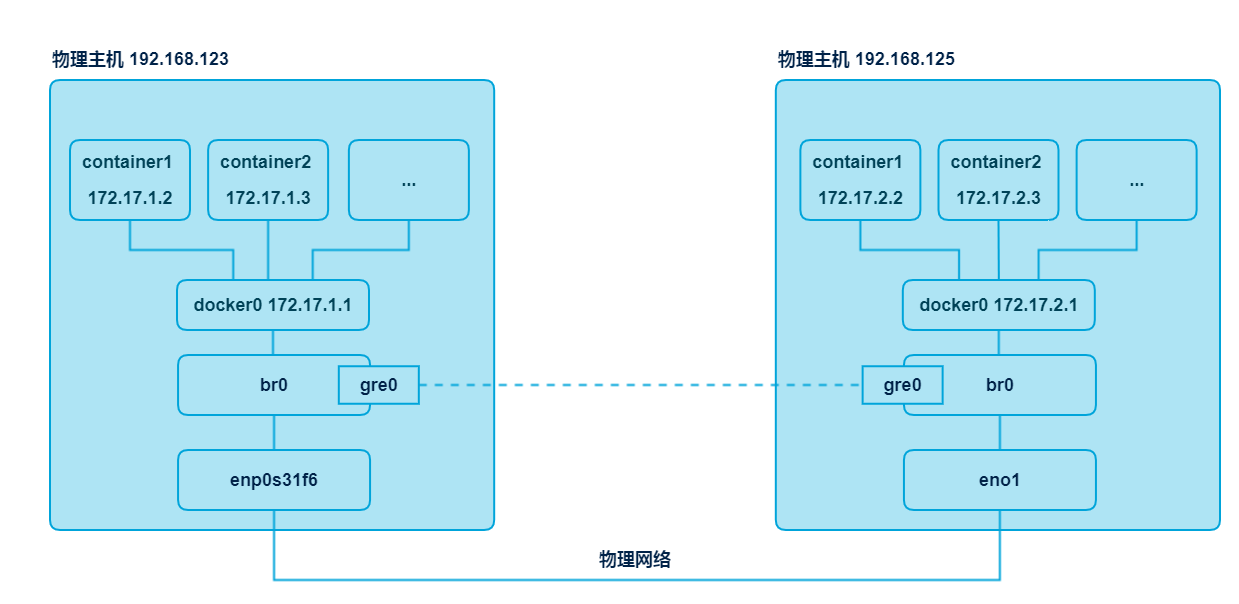 物理主机 192.168.123
物理主机 192.168.125
container1
172.17.1.2
container2
172.17.1.3
...
container1
172.17.2.2
container2
172.17.2.3
...
docker0 172.17.1.1
docker0 172.17.2.1
br0
gre0
gre0
br0
enp0s31f6
eno1
物理网络